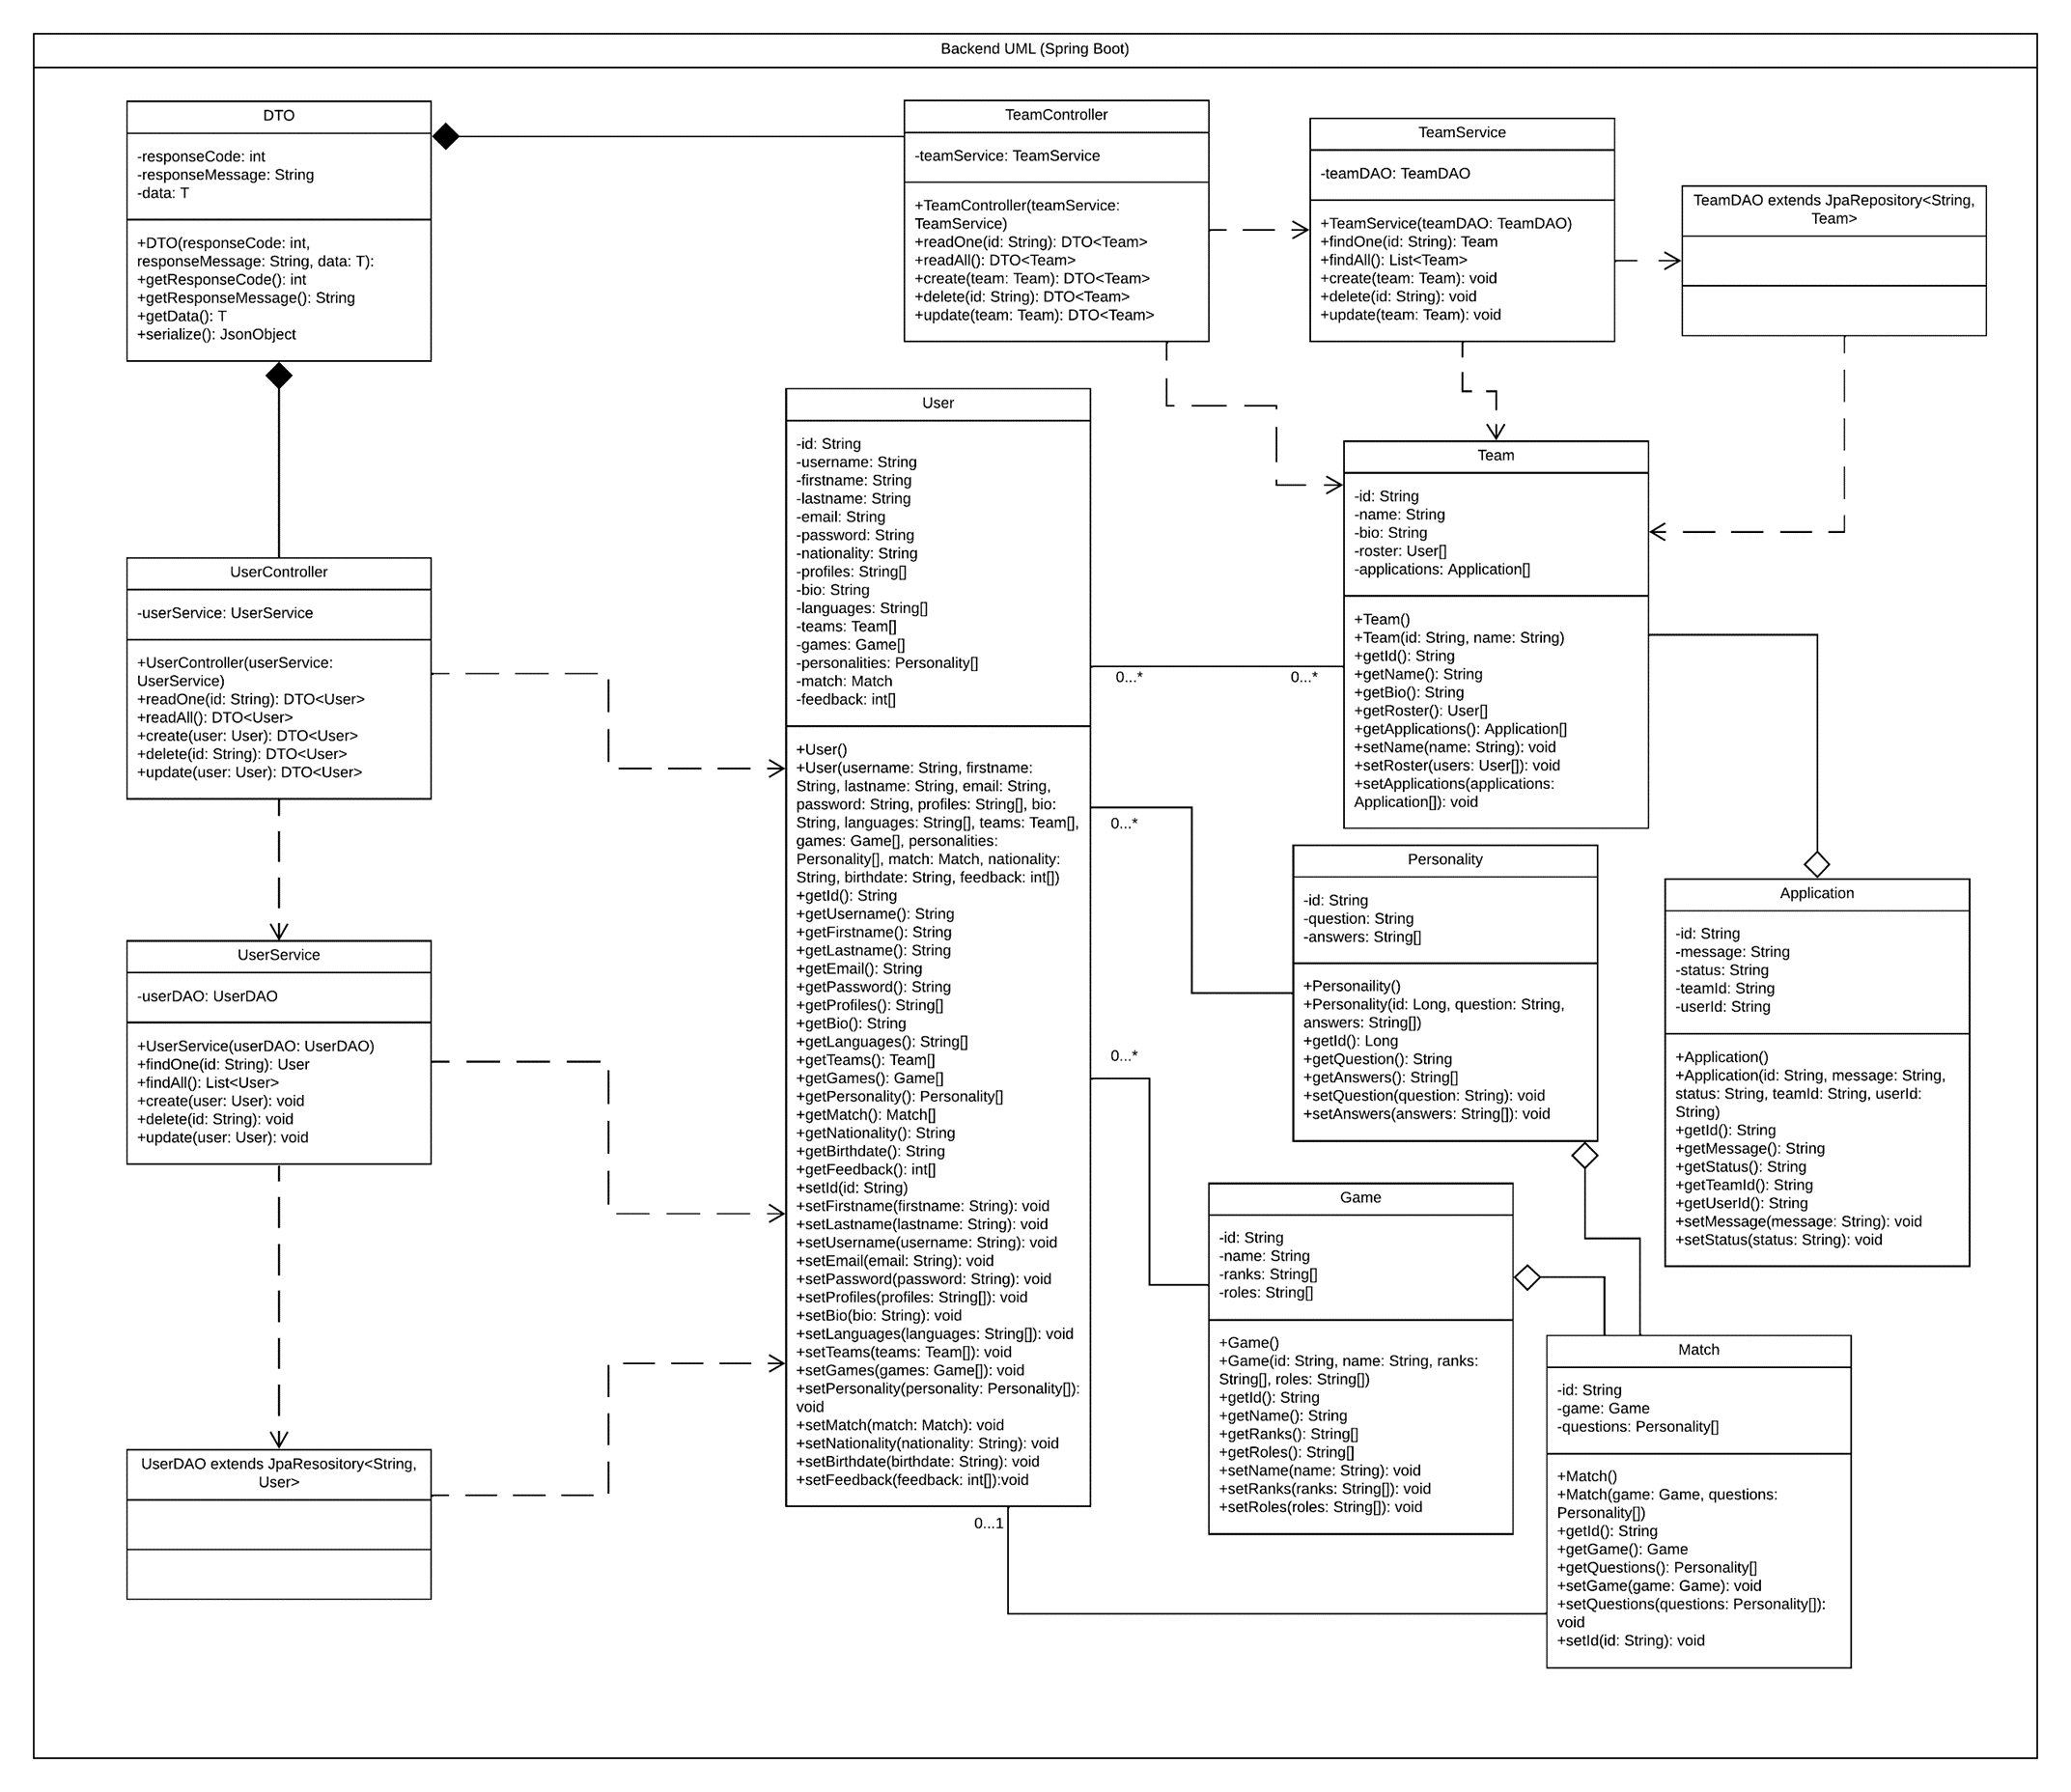 Backend UML (Spring Boot)
DTO
-responseCode: int
-responseMessage: String
-data: T
+DTO(responseCode: int,
responseMessage: String, data: T):
+getResponseCode(): int
+getResponseMessage(): String
+getData(): T
+serialize(): JsonObject
TeamController
-teamService: TeamService
+TeamController(teamService:
TeamService)
+readOne(id: String): DTO<Team>
+readAll(): DTO<Team>
+create(team: Team): DTO<Team>
+delete(id: String): DTO<Team>
+update(team: Team): DTO<Team>
TeamService
-teamDAO: TeamDAO
+TeamService(teamDAO: TeamDAO)
+findOne(id: String): Team
+findAll(): List<Team>
+create(team: Team): void
+delete(id: String): void
+update(team: Team): void
TeamDAO extends JpaRepository<String,
Team>
User
-id: String
-username: String
-firstname: String
-lastname: String
-email: String
-password: String
-nationality: String
-profiles: String[]
-bio: String
-languages: String[]
-teams: Team[]
-games: Game[]
-personalities: Personality[]
-match: Match
-feedback: int[]
+User()
+User(username: String, firstname:
String, lastname: String, email: String,
password: String, profiles: String[], bio:
String, languages: String[], teams: Team[],
games: Game[], personalities:
Personality[], match: Match, nationality:
String, birthdate: String, feedback: int[])
+getId(): String
+getUsername(): String
+getFirstname(): String
+getLastname(): String
+getEmail(): String
+getPassword(): String
+getProfiles(): String[]
+getBio(): String
+getLanguages(): String[]
+getTeams(): Team[]
+getGames(): Game[]
+getPersonality(): Personality[]
+getMatch(): Match[]
+getNationality(): String
+getBirthdate(): String
+getFeedback(): int[]
+setId(id: String)
+setFirstname(firstname: String): void
+setLastname(lastname: String): void
+setUsername(username: String): void
+setEmail(email: String): void
+setPassword(password: String): void
+setProfiles(profiles: String[]): void
+setBio(bio: String): void
+setLanguages(languages: String[]): void
+setTeams(teams: Team[]): void
+setGames(games: Game[]): void
+setPersonality(personality: Personality[]):
void
+setMatch(match: Match): void
+setNationality(nationality: String): void
+setBirthdate(birthdate: String): void
+setFeedback(feedback: int[]):void
Team
-id: String
-name: String
-bio: String
-roster: User[]
-applications: Application[]
+Team()
+Team(id: String, name: String)
+getId(): String
+getName(): String
+getBio(): String
+getRoster(): User[]
+getApplications(): Application[]
+setName(name: String): void
+setRoster(users: User[]): void
+setApplications(applications:
Application[]): void
UserController
-userService: UserService
+UserController(userService:
UserService)
+readOne(id: String): DTO<User>
+readAll(): DTO<User>
+create(user: User): DTO<User>
+delete(id: String): DTO<User>
+update(user: User): DTO<User>
0...*
0...*
0...*
0...*
0...1
Personality
-id: String
-question: String
-answers: String[]
+Personaility()
+Personality(id: Long, question: String,
answers: String[])
+getId(): Long
+getQuestion(): String
+getAnswers(): String[]
+setQuestion(question: String): void
+setAnswers(answers: String[]): void
Application
-id: String
-message: String
-status: String
-teamId: String
-userId: String
+Application()
+Application(id: String, message: String,
status: String, teamId: String, userId:
String)
+getId(): String
+getMessage(): String
+getStatus(): String
+getTeamId(): String
+getUserId(): String
+setMessage(message: String): void
+setStatus(status: String): void
UserService
-userDAO: UserDAO
+UserService(userDAO: UserDAO)
+findOne(id: String): User
+findAll(): List<User>
+create(user: User): void
+delete(id: String): void
+update(user: User): void
Game
-id: String
-name: String
-ranks: String[]
-roles: String[]
+Game()
+Game(id: String, name: String, ranks:
String[], roles: String[])
+getId(): String
+getName(): String
+getRanks(): String[]
+getRoles(): String[]
+setName(name: String): void
+setRanks(ranks: String[]): void
+setRoles(roles: String[]): void
Match
-id: String
-game: Game
-questions: Personality[]
+Match()
+Match(game: Game, questions:
Personality[])
+getId(): String
+getGame(): Game
+getQuestions(): Personality[]
+setGame(game: Game): void
+setQuestions(questions: Personality[]):
void
+setId(id: String): void
UserDAO extends JpaResository<String,
User>